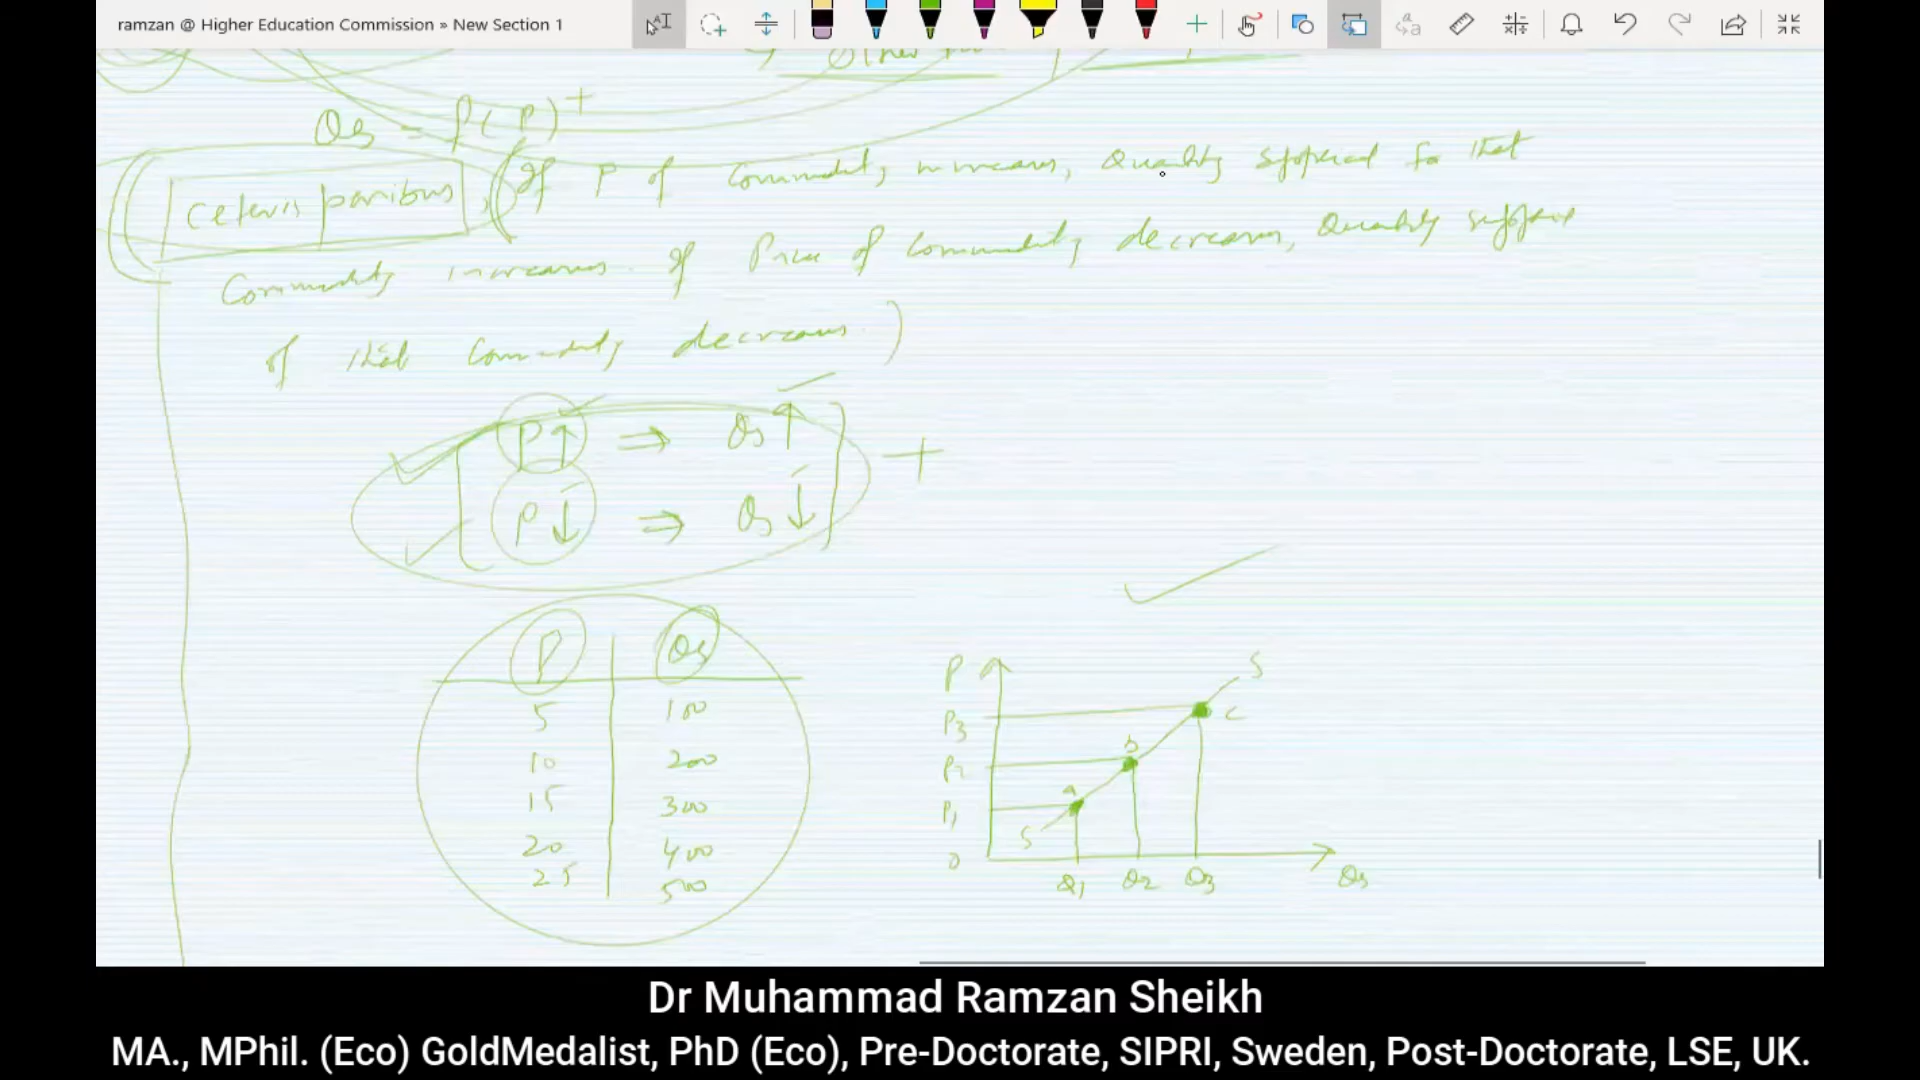 ramzan @ Higher Education Commission » New Section 1
Qs = f(P)+
Ceteris paribus, (If P of Commodity increases, Quantity supplied for that
Commodity increases. If Price of Commodity decreases, Quantity supplied
of that Commodity decreases.)
P↑ ⇒ Qs↑
+
P↓ ⇒ Qs↓
P Qs
5 100
10 200
15 300
20 400
25 500
P S
P3 c
P2 b
P1 a
S
0 Q1 Q2 Q3 Qs
Dr Muhammad Ramzan Sheikh
MA., MPhil. (Eco) GoldMedalist, PhD (Eco), Pre-Doctorate, SIPRI, Sweden, Post-Doctorate, LSE, UK.